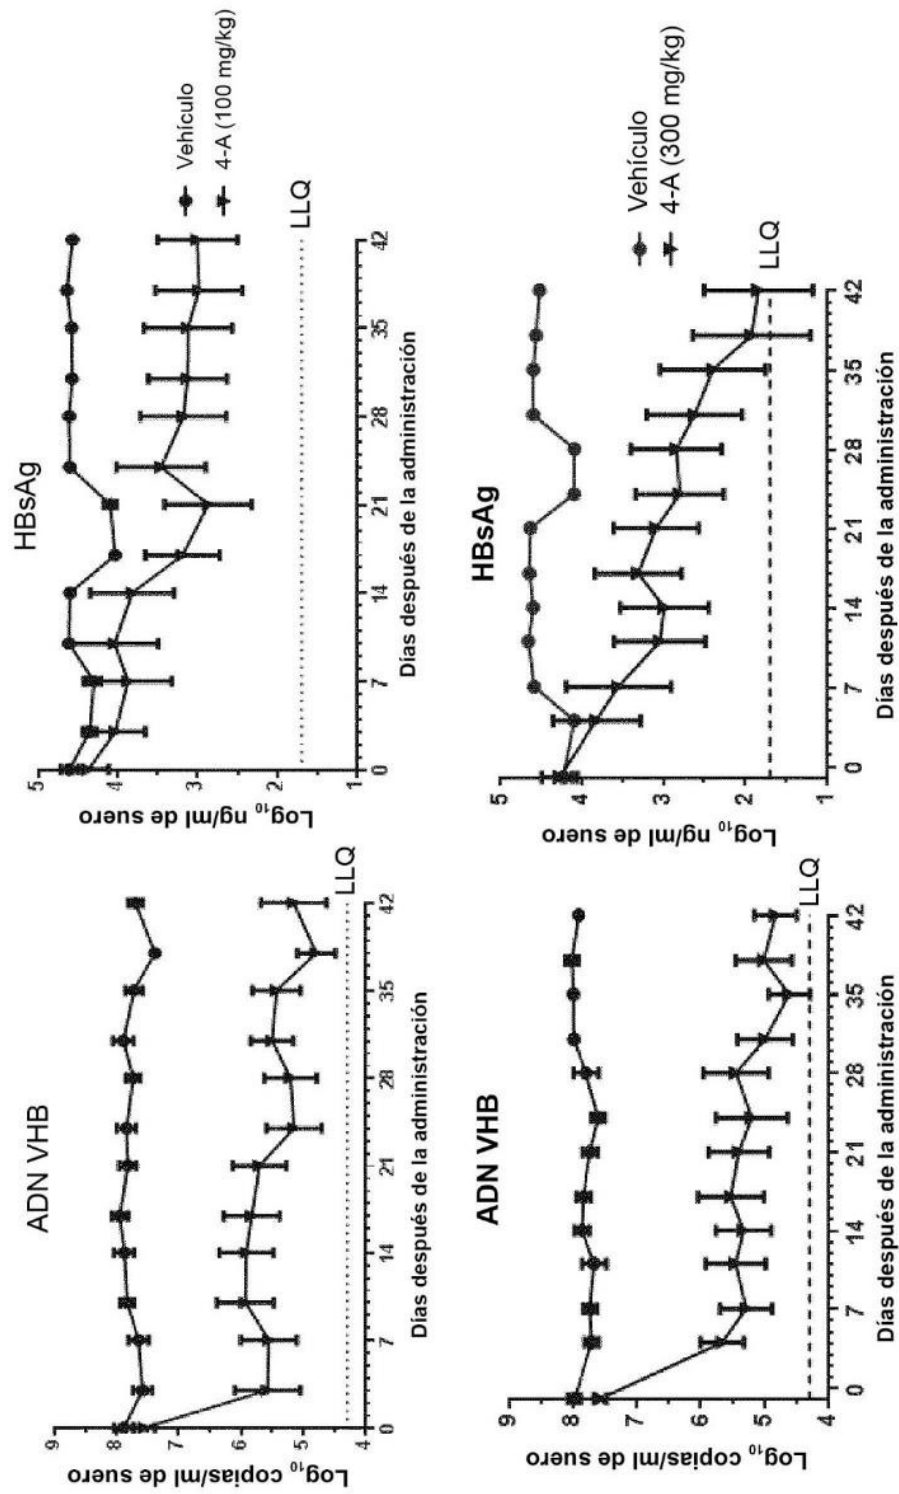 ADN VHB
Log₁₀ copias/ml de suero
9
8
7
6
5
4
LLQ
0 7 14 21 28 35 42
Días después de la administración
HBsAg
Log₁₀ ng/ml de suero
5
4
3
2
1
Vehículo
4-A (100 mg/kg)
LLQ
0 7 14 21 28 35 42
Días después de la administración
ADN VHB
Log₁₀ copias/ml de suero
9
8
7
6
5
4
LLQ
0 7 14 21 28 35 42
Días después de la administración
HBsAg
Log₁₀ ng/ml de suero
5
4
3
2
1
Vehículo
4-A (300 mg/kg)
LLQ
0 7 14 21 28 35 42
Días después de la administración